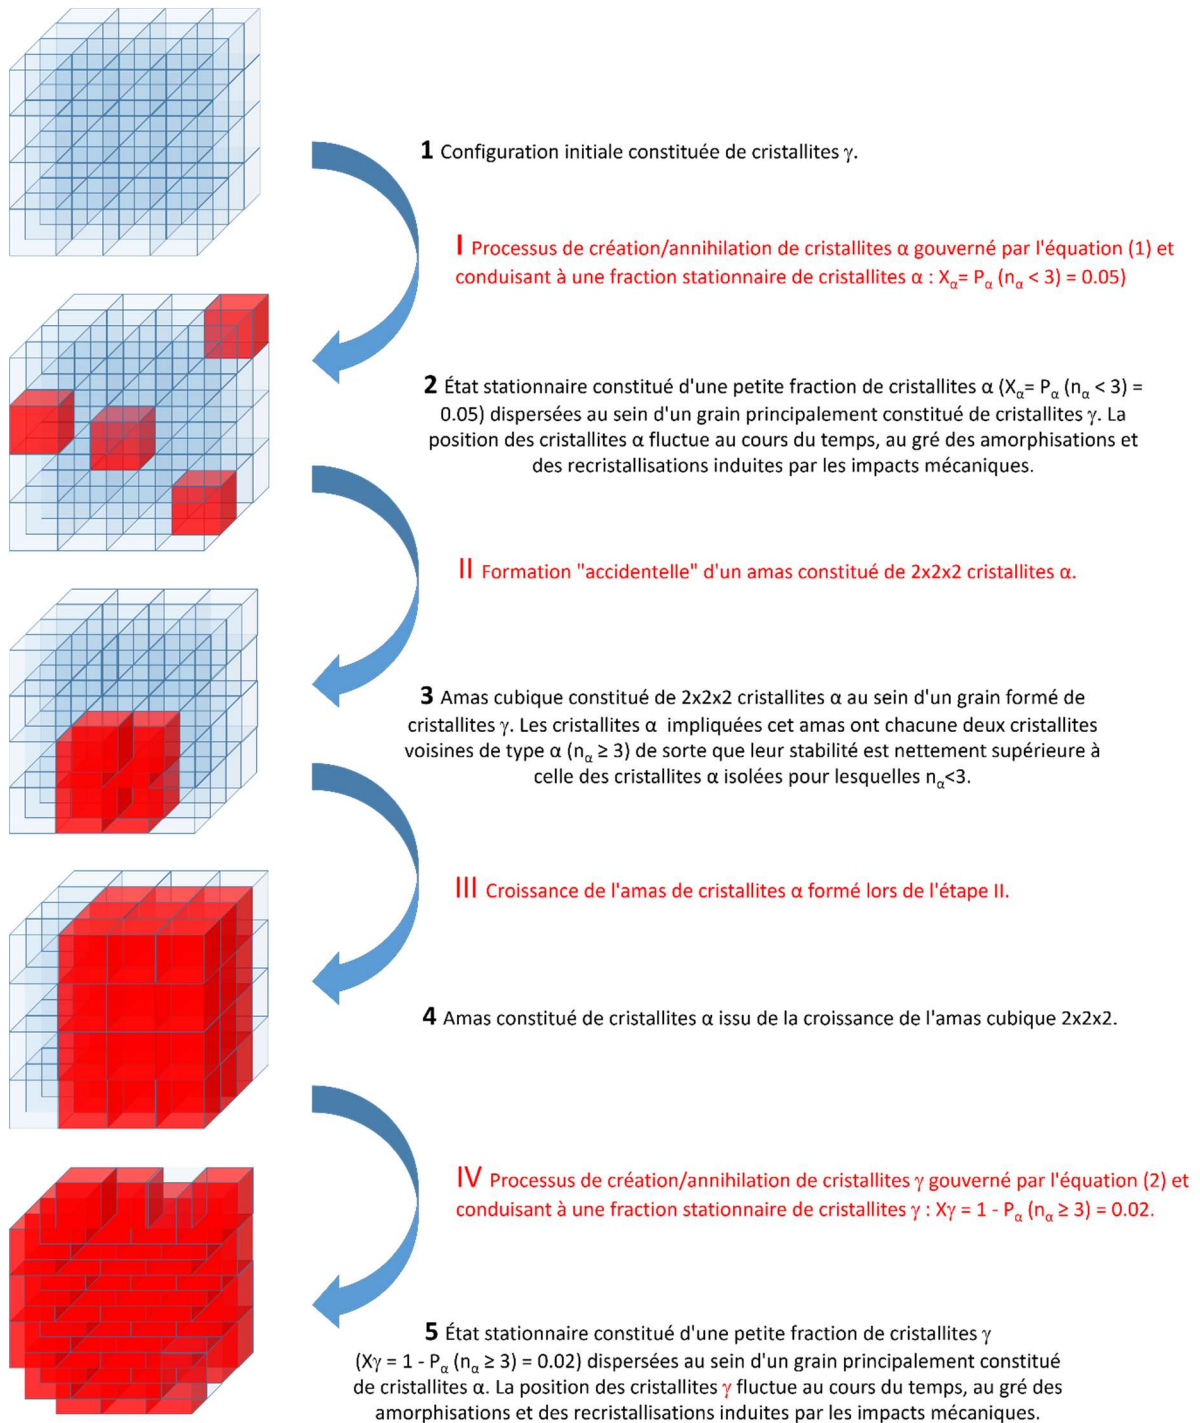 1 Configuration initiale constituée de cristallites γ.
I Processus de création/annihilation de cristallites α gouverné par l'équation (1) et
conduisant à une fraction stationnaire de cristallites α : Xα= Pα (nα < 3) = 0.05)
2 État stationnaire constitué d'une petite fraction de cristallites α (Xα= Pα (nα < 3) =
0.05) dispersées au sein d'un grain principalement constitué de cristallites γ. La
position des cristallites α fluctue au cours du temps, au gré des amorphisations et
des recristallisations induites par les impacts mécaniques.
II Formation "accidentelle" d'un amas constitué de 2x2x2 cristallites α.
3 Amas cubique constitué de 2x2x2 cristallites α au sein d'un grain formé de
cristallites γ. Les cristallites α impliquées cet amas ont chacune deux cristallites
voisines de type α (nα ≥ 3) de sorte que leur stabilité est nettement supérieure à
celle des cristallites α isolées pour lesquelles nα<3.
III Croissance de l'amas de cristallites α formé lors de l'étape II.
4 Amas constitué de cristallites α issu de la croissance de l'amas cubique 2x2x2.
IV Processus de création/annihilation de cristallites γ gouverné par l'équation (2) et
conduisant à une fraction stationnaire de cristallites γ : Xγ = 1 - Pα (nα ≥ 3) = 0.02.
5 État stationnaire constitué d'une petite fraction de cristallites γ
(Xγ = 1 - Pα (nα ≥ 3) = 0.02) dispersées au sein d'un grain principalement constitué
de cristallites α. La position des cristallites γ fluctue au cours du temps, au gré des
amorphisations et des recristallisations induites par les impacts mécaniques.